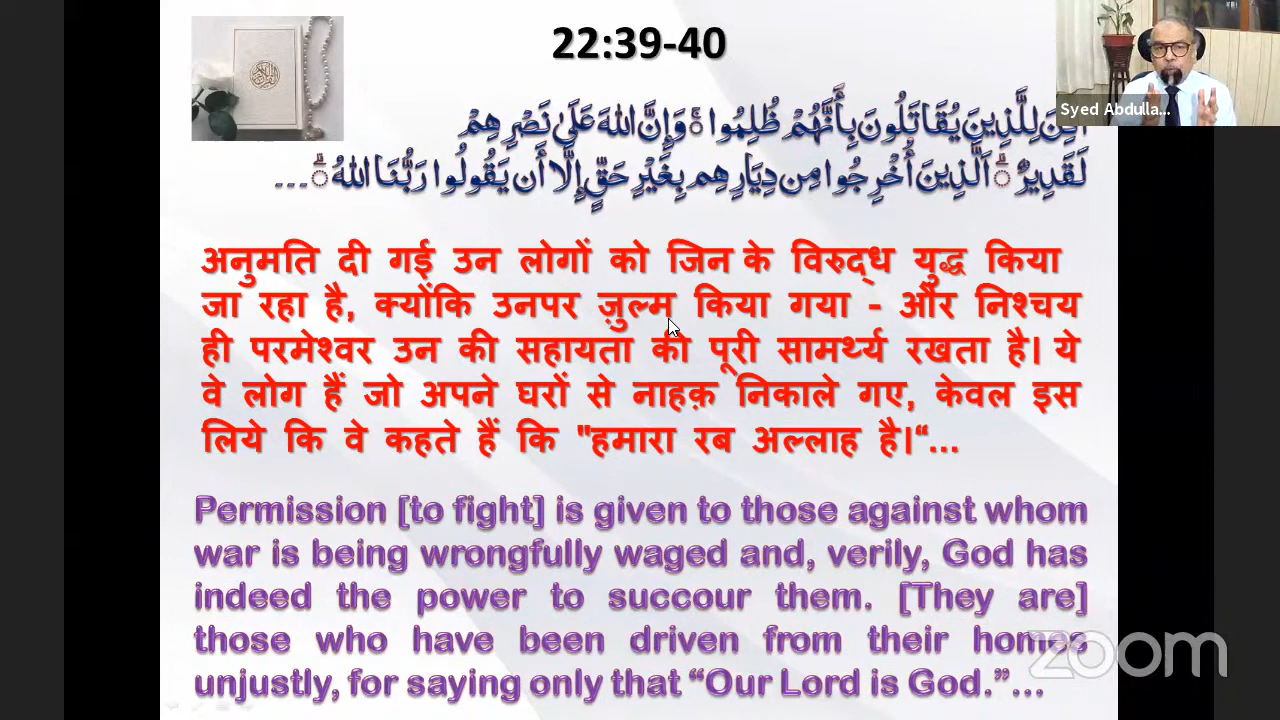 22:39-40
Syed Abdulla...
لِلَّذِينَ يُقَاتَلُونَ بِأَنَّهُمْ ظُلِمُوا ۚ وَإِنَّ اللهَ عَلَىٰ نَصْرِهِمْ
لَقَدِيرٌ ۙ الَّذِينَ أُخْرِجُوا مِن دِيَارِهِم بِغَيْرِ حَقٍّ إِلَّا أَن يَقُولُوا رَبُّنَا اللهُ ۗ ...
अनुमति दी गई उन लोगों को जिन के विरुद्ध युद्ध किया
जा रहा है, क्योंकि उनपर ज़ुल्म किया गया - और निश्चय
ही परमेश्वर उन की सहायता की पूरी सामर्थ्य रखता है। ये
वे लोग हैं जो अपने घरों से नाहक़ निकाले गए, केवल इस
लिये कि वे कहते हैं कि "हमारा रब अल्लाह है।“...
Permission [to fight] is given to those against whom
war is being wrongfully waged and, verily, God has
indeed the power to succour them. [They are]
those who have been driven from their homes
unjustly, for saying only that “Our Lord is God.”...
zoom